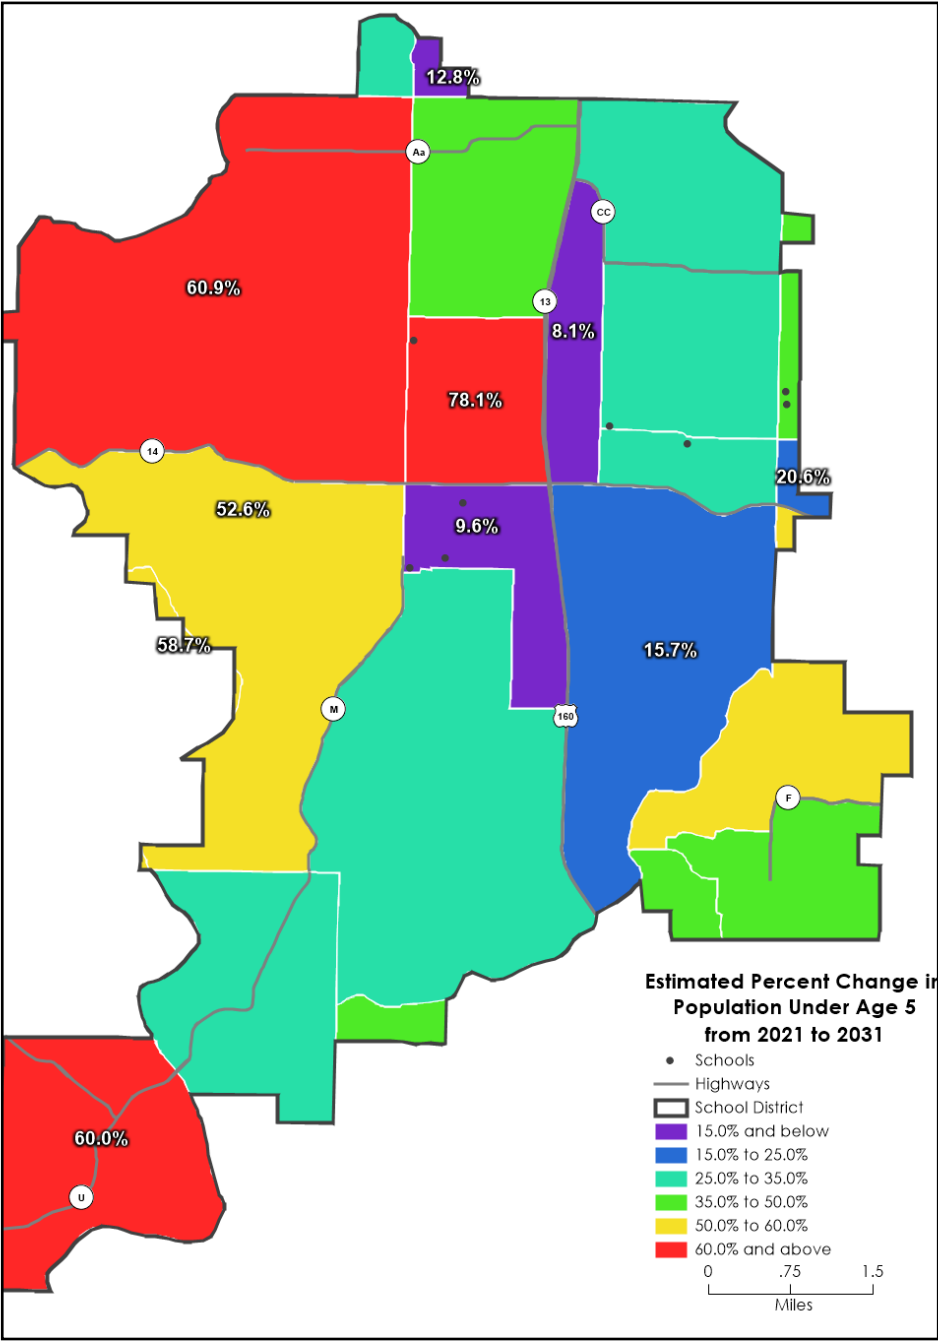 12.8%
Aa
CC
60.9%
13
8.1%
78.1%
14
20.6%
52.6%
9.6%
58.7%
15.7%
M
160
F
Estimated Percent Change in
Population Under Age 5
from 2021 to 2031
Schools
Highways
School District
15.0% and below
15.0% to 25.0%
25.0% to 35.0%
35.0% to 50.0%
50.0% to 60.0%
60.0% and above
60.0%
U
0 .75 1.5
Miles